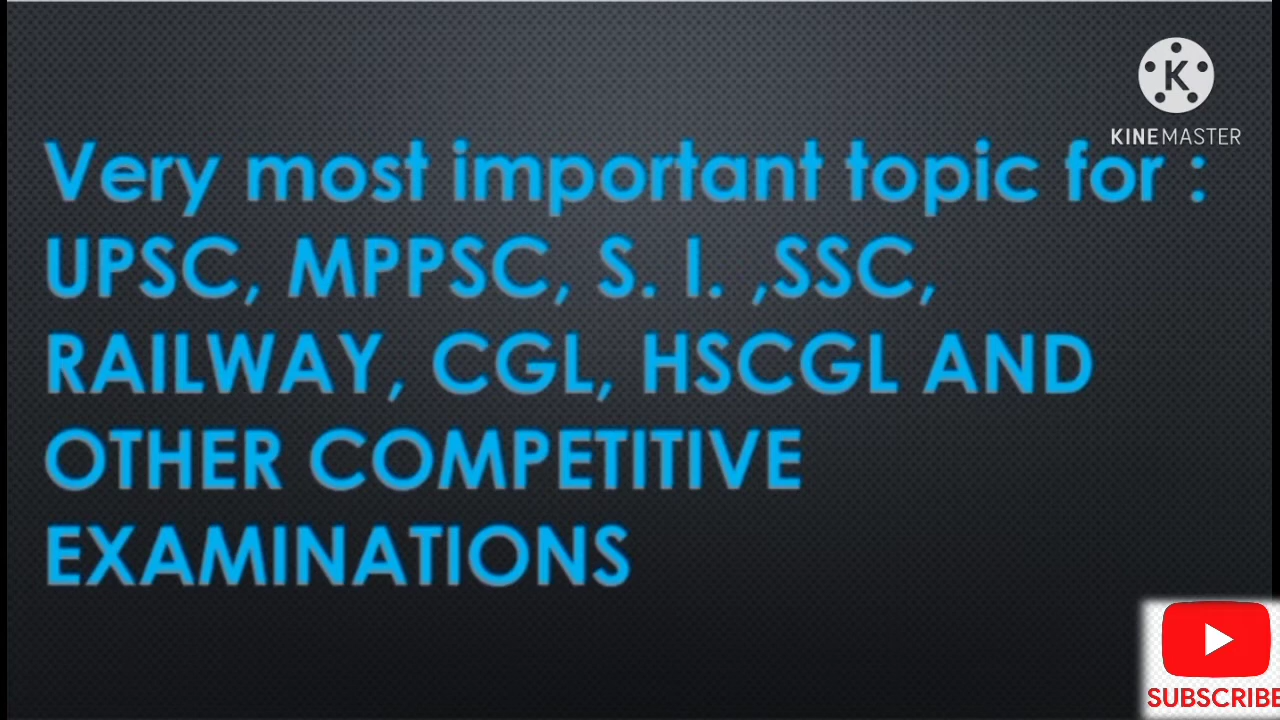 KINEMASTER
Very most important topic for :
UPSC, MPPSC, S. I. ,SSC,
RAILWAY, CGL, HSCGL AND
OTHER COMPETITIVE
EXAMINATIONS
SUBSCRIBE